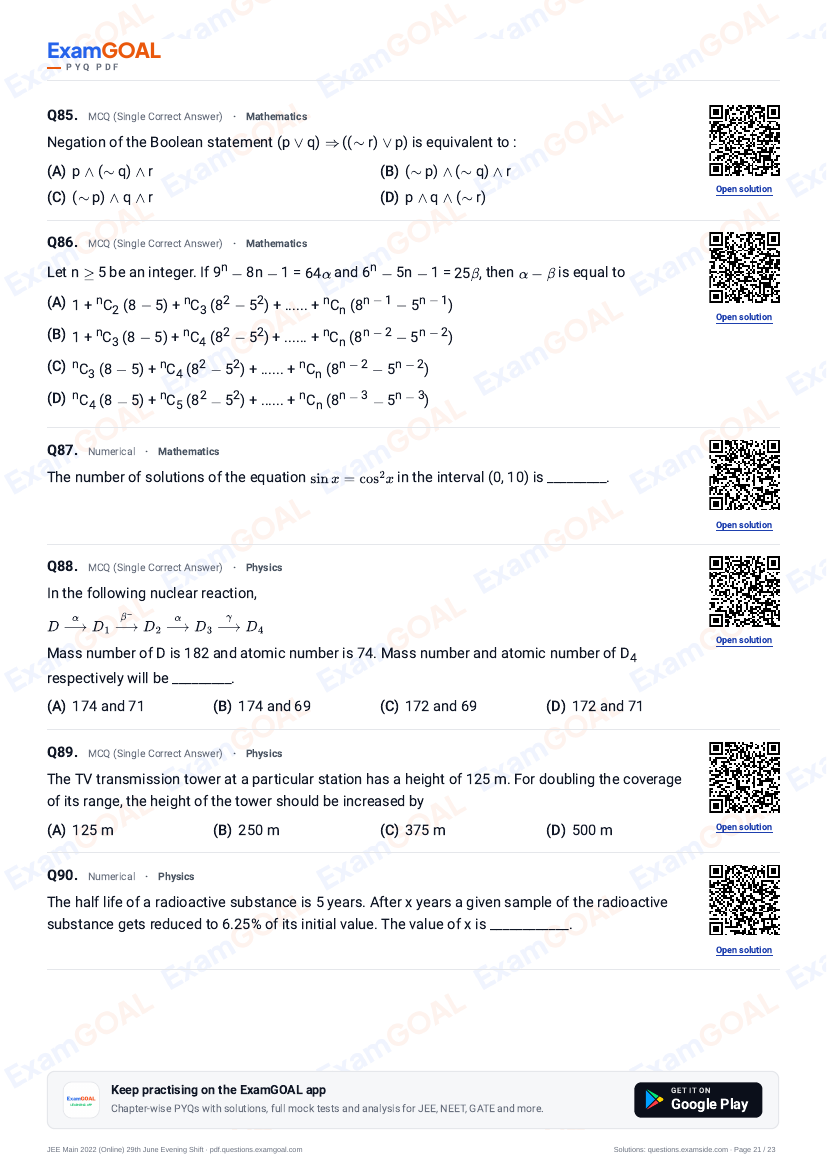 ExamGOAL
PYQ PDF
Q85. MCQ (Single Correct Answer) · Mathematics
Negation of the Boolean statement (p ∨ q) ⇒ ((∼ r) ∨ p) is equivalent to :
(A) p ∧ (∼ q) ∧ r (B) (∼ p) ∧ (∼ q) ∧ r
(C) (∼ p) ∧ q ∧ r (D) p ∧ q ∧ (∼ r)
Open solution
Q86. MCQ (Single Correct Answer) · Mathematics
Let n ≥ 5 be an integer. If 9ⁿ − 8n − 1 = 64α and 6ⁿ − 5n − 1 = 25β, then α − β is equal to
(A) 1 + ⁿC₂ (8 − 5) + ⁿC₃ (8² − 5²) + ...... + ⁿCₙ (8ⁿ⁻¹ − 5ⁿ⁻¹)
(B) 1 + ⁿC₃ (8 − 5) + ⁿC₄ (8² − 5²) + ...... + ⁿCₙ (8ⁿ⁻² − 5ⁿ⁻²)
(C) ⁿC₃ (8 − 5) + ⁿC₄ (8² − 5²) + ...... + ⁿCₙ (8ⁿ⁻² − 5ⁿ⁻²)
(D) ⁿC₄ (8 − 5) + ⁿC₅ (8² − 5²) + ...... + ⁿCₙ (8ⁿ⁻³ − 5ⁿ⁻³)
Open solution
Q87. Numerical · Mathematics
The number of solutions of the equation sin x = cos²x in the interval (0, 10) is _________.
Open solution
Q88. MCQ (Single Correct Answer) · Physics
In the following nuclear reaction,
D —α→ D₁ —β⁻→ D₂ —α→ D₃ —γ→ D₄
Mass number of D is 182 and atomic number is 74. Mass number and atomic number of D₄
respectively will be _________.
(A) 174 and 71 (B) 174 and 69 (C) 172 and 69 (D) 172 and 71
Open solution
Q89. MCQ (Single Correct Answer) · Physics
The TV transmission tower at a particular station has a height of 125 m. For doubling the coverage
of its range, the height of the tower should be increased by
(A) 125 m (B) 250 m (C) 375 m (D) 500 m
Open solution
Q90. Numerical · Physics
The half life of a radioactive substance is 5 years. After x years a given sample of the radioactive
substance gets reduced to 6.25% of its initial value. The value of x is ____________.
Open solution
ExamGOAL
Keep practising on the ExamGOAL app
Chapter-wise PYQs with solutions, full mock tests and analysis for JEE, NEET, GATE and more.
GET IT ON
Google Play
JEE Main 2022 (Online) 29th June Evening Shift · pdf.questions.examgoal.com Solutions: questions.examside.com · Page 21 / 23